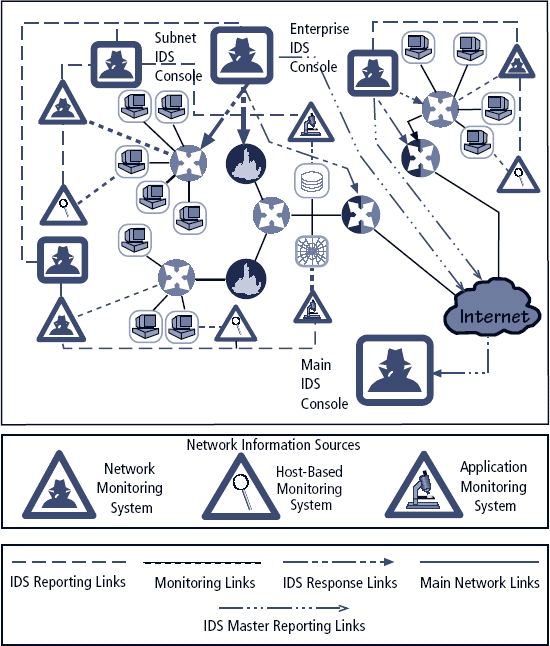 Subnet
IDS
Console
Enterprise
IDS
Console
Internet
Main
IDS
Console
Network Information Sources
Network
Monitoring
System
Host-Based
Monitoring
System
Application
Monitoring
System
IDS Reporting Links
Monitoring Links
IDS Response Links
Main Network Links
IDS Master Reporting Links